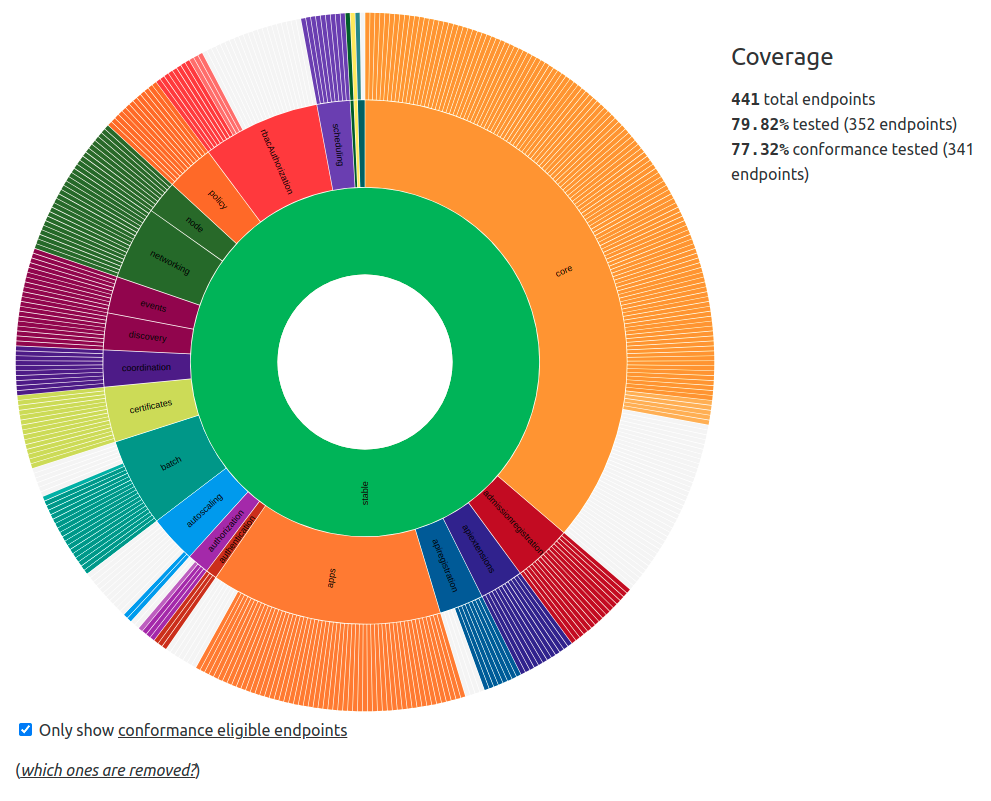 Coverage
441 total endpoints
79.82% tested (352 endpoints)
77.32% conformance tested (341
endpoints)
core
admissionregistration
apiextensions
apiregistration
apps
authentication
authorization
autoscaling
batch
certificates
coordination
discovery
events
networking
node
policy
rbacAuthorization
scheduling
stable
Only show conformance eligible endpoints
(which ones are removed?)